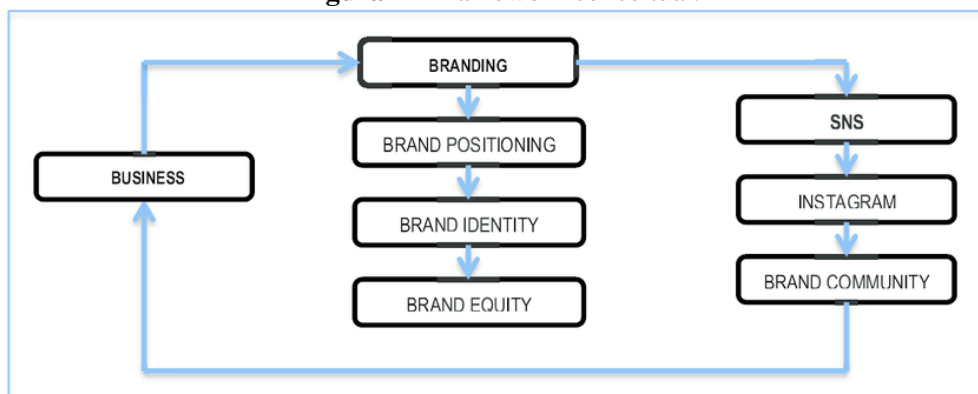 BRANDING
SNS
BRAND POSITIONING
BUSINESS
INSTAGRAM
BRAND IDENTITY
BRAND COMMUNITY
BRAND EQUITY